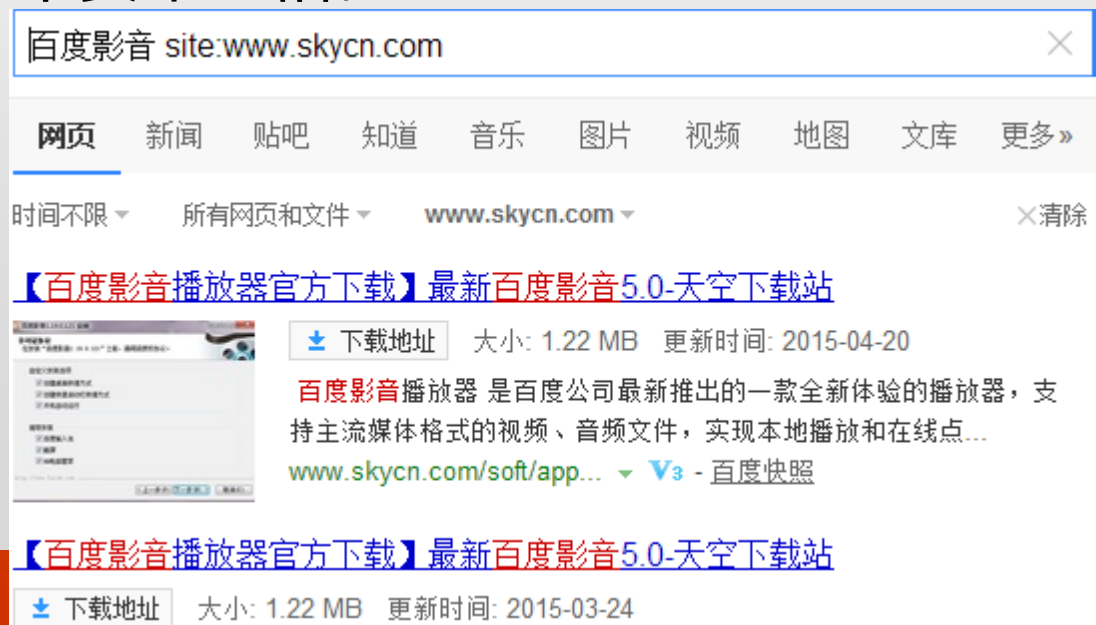 百度影音 site:www.skycn.com
网页 新闻 贴吧 知道 音乐 图片 视频 地图 文库 更多»
时间不限 所有网页和文件 www.skycn.com ×清除
【百度影音播放器官方下载】最新百度影音5.0-天空下载站
下载地址 大小: 1.22 MB 更新时间: 2015-04-20
百度影音播放器 是百度公司最新推出的一款全新体验的播放器，支
持主流媒体格式的视频、音频文件，实现本地播放和在线点...
www.skycn.com/soft/app... V3 - 百度快照
【百度影音播放器官方下载】最新百度影音5.0-天空下载站
下载地址 大小: 1.22 MB 更新时间: 2015-03-24